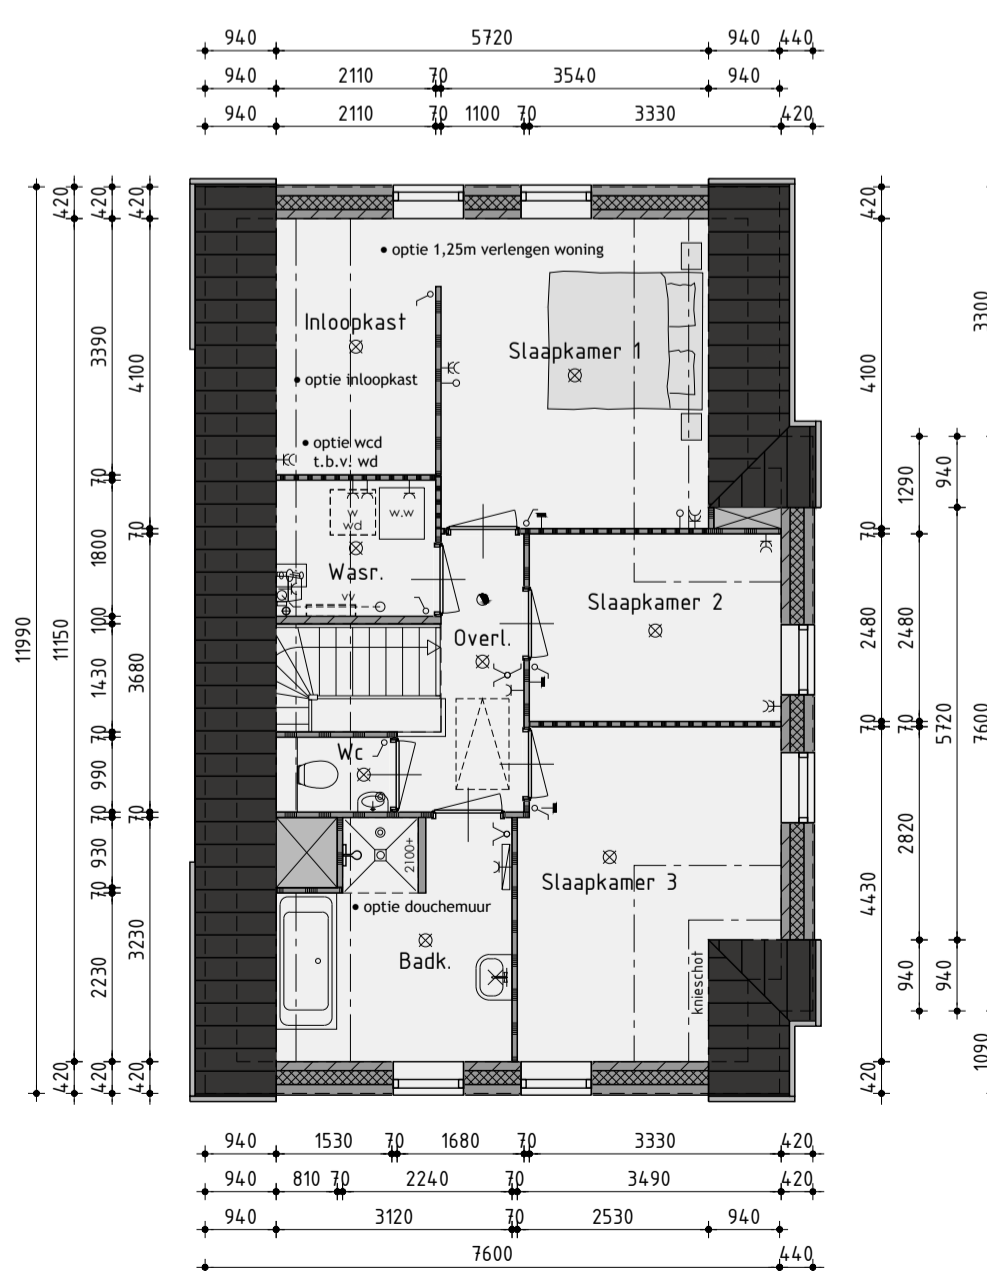 940 5720 940 440
940 2110 70 3540 940
940 2110 70 1100 70 3330 420
11990
420 11150 420
420 3390 70 1800 100 1430 70 990 70 930 70 2230 420
420 4100 70 3680 70 3230 420
• optie 1,25m verlengen woning
Inloopkast
Slaapkamer 1
• optie inloopkast
• optie wcd
t.b.v. wd
w
wd
w.w
Wasr.
vv
Slaapkamer 2
Overl.
Wc
2100+
Slaapkamer 3
• optie douchemuur
Badk.
knieschot
420 4100 70 2480 70 4430 420
1290 2480 70 2820 940
940 5720 940
3300 7600 1090
940 1530 70 1680 70 3330 420
940 810 70 2240 70 3490 420
940 3120 70 2530 940
7600 440